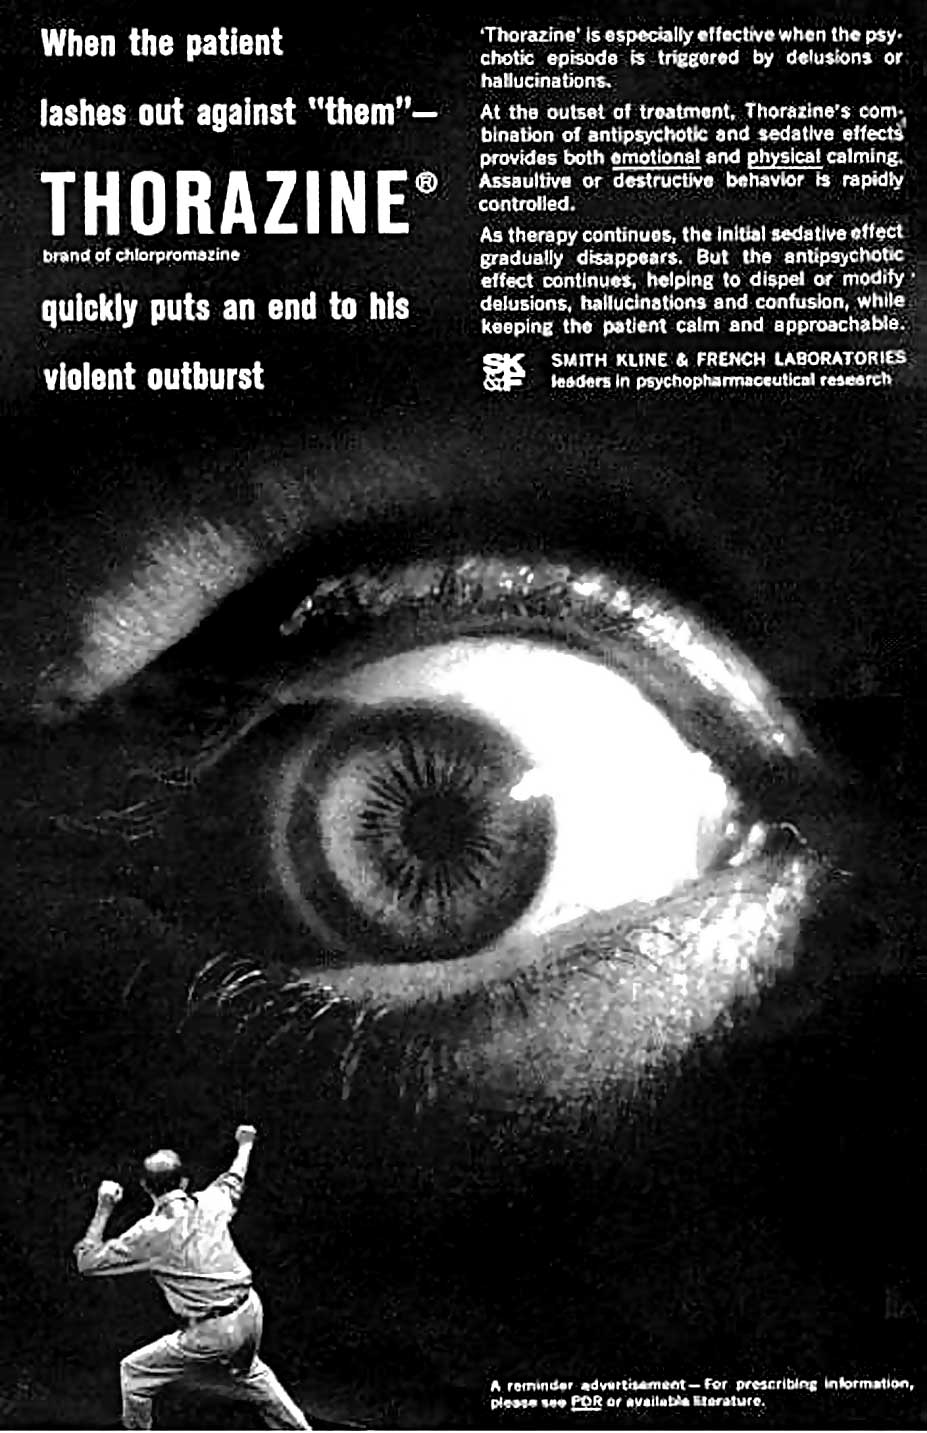 When the patient
lashes out against "them"—
THORAZINE®
brand of chlorpromazine
quickly puts an end to his
violent outburst
'Thorazine' is especially effective when the psy-
chotic episode is triggered by delusions or
hallucinations.
At the outset of treatment, Thorazine's com-
bination of antipsychotic and sedative effects
provides both emotional and physical calming.
Assaultive or destructive behavior is rapidly
controlled.
As therapy continues, the initial sedative effect
gradually disappears. But the antipsychotic
effect continues, helping to dispel or modify
delusions, hallucinations and confusion, while
keeping the patient calm and approachable.
SK
&F
SMITH KLINE & FRENCH LABORATORIES
leaders in psychopharmaceutical research
A reminder advertisement—For prescribing information,
please see PDR or available literature.